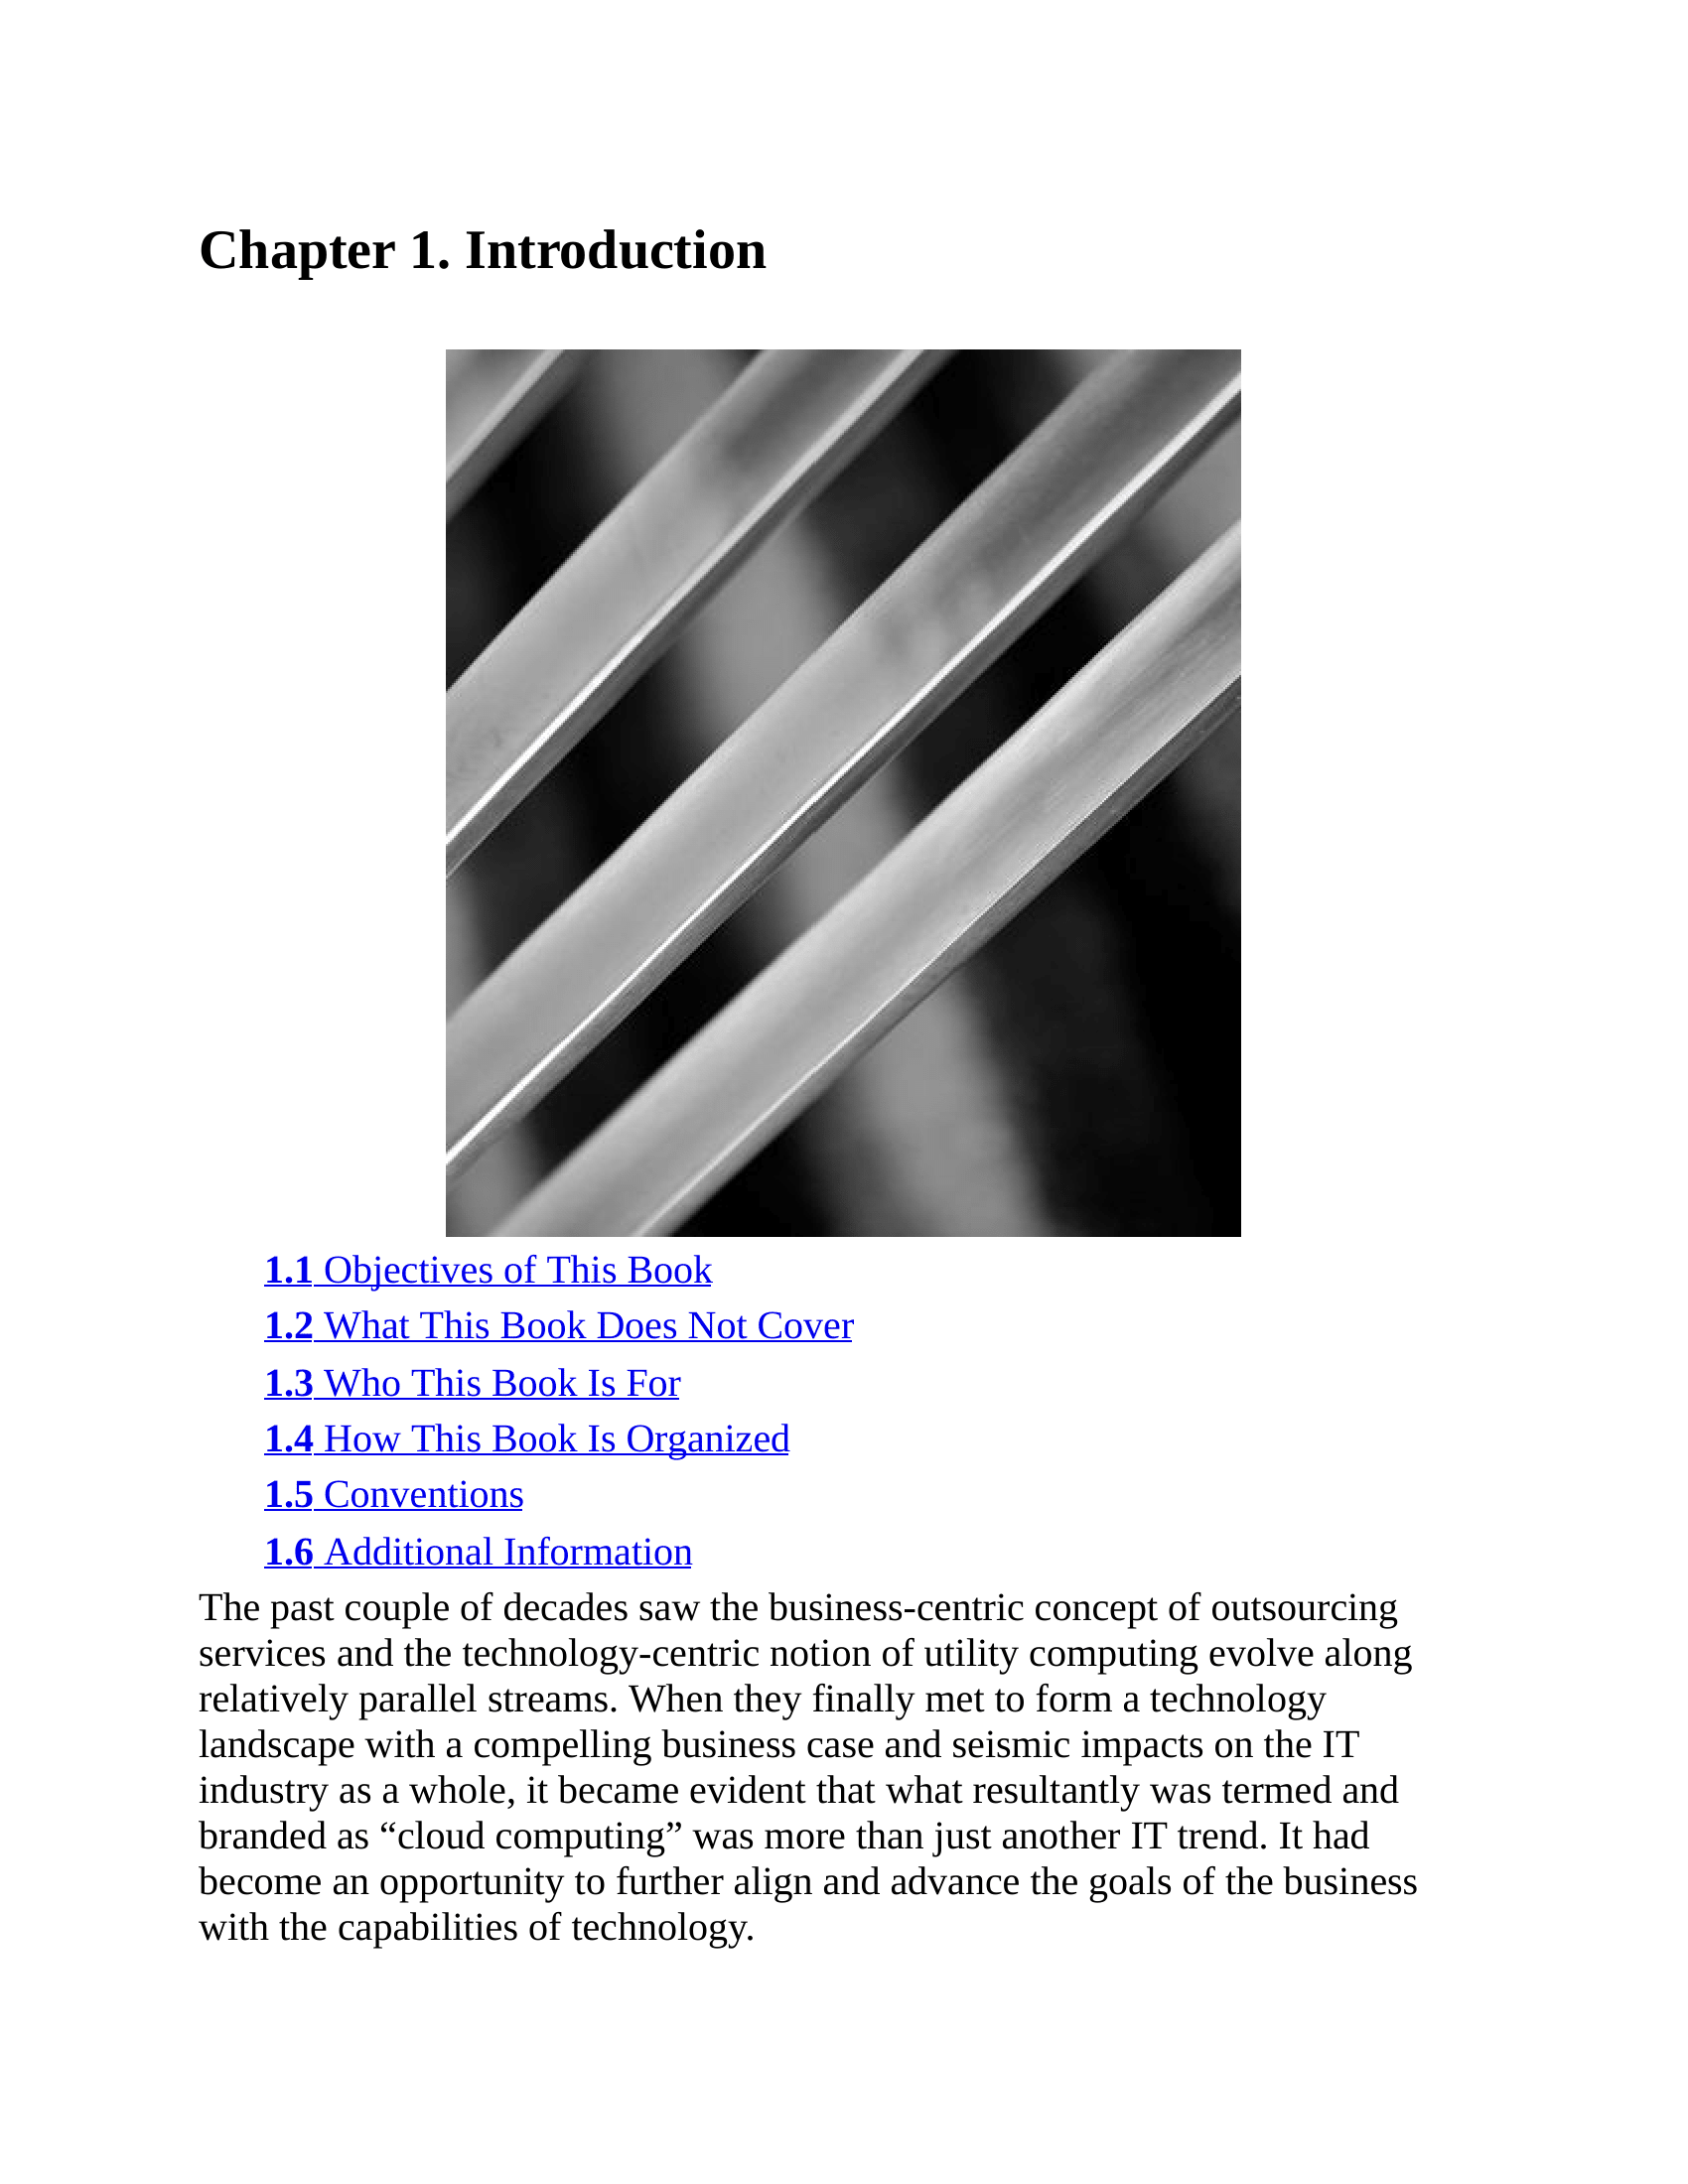 Chapter 1. Introduction
1.1 Objectives of This Book
1.2 What This Book Does Not Cover
1.3 Who This Book Is For
1.4 How This Book Is Organized
1.5 Conventions
1.6 Additional Information
The past couple of decades saw the business-centric concept of outsourcing
services and the technology-centric notion of utility computing evolve along
relatively parallel streams. When they finally met to form a technology
landscape with a compelling business case and seismic impacts on the IT
industry as a whole, it became evident that what resultantly was termed and
branded as “cloud computing” was more than just another IT trend. It had
become an opportunity to further align and advance the goals of the business
with the capabilities of technology.